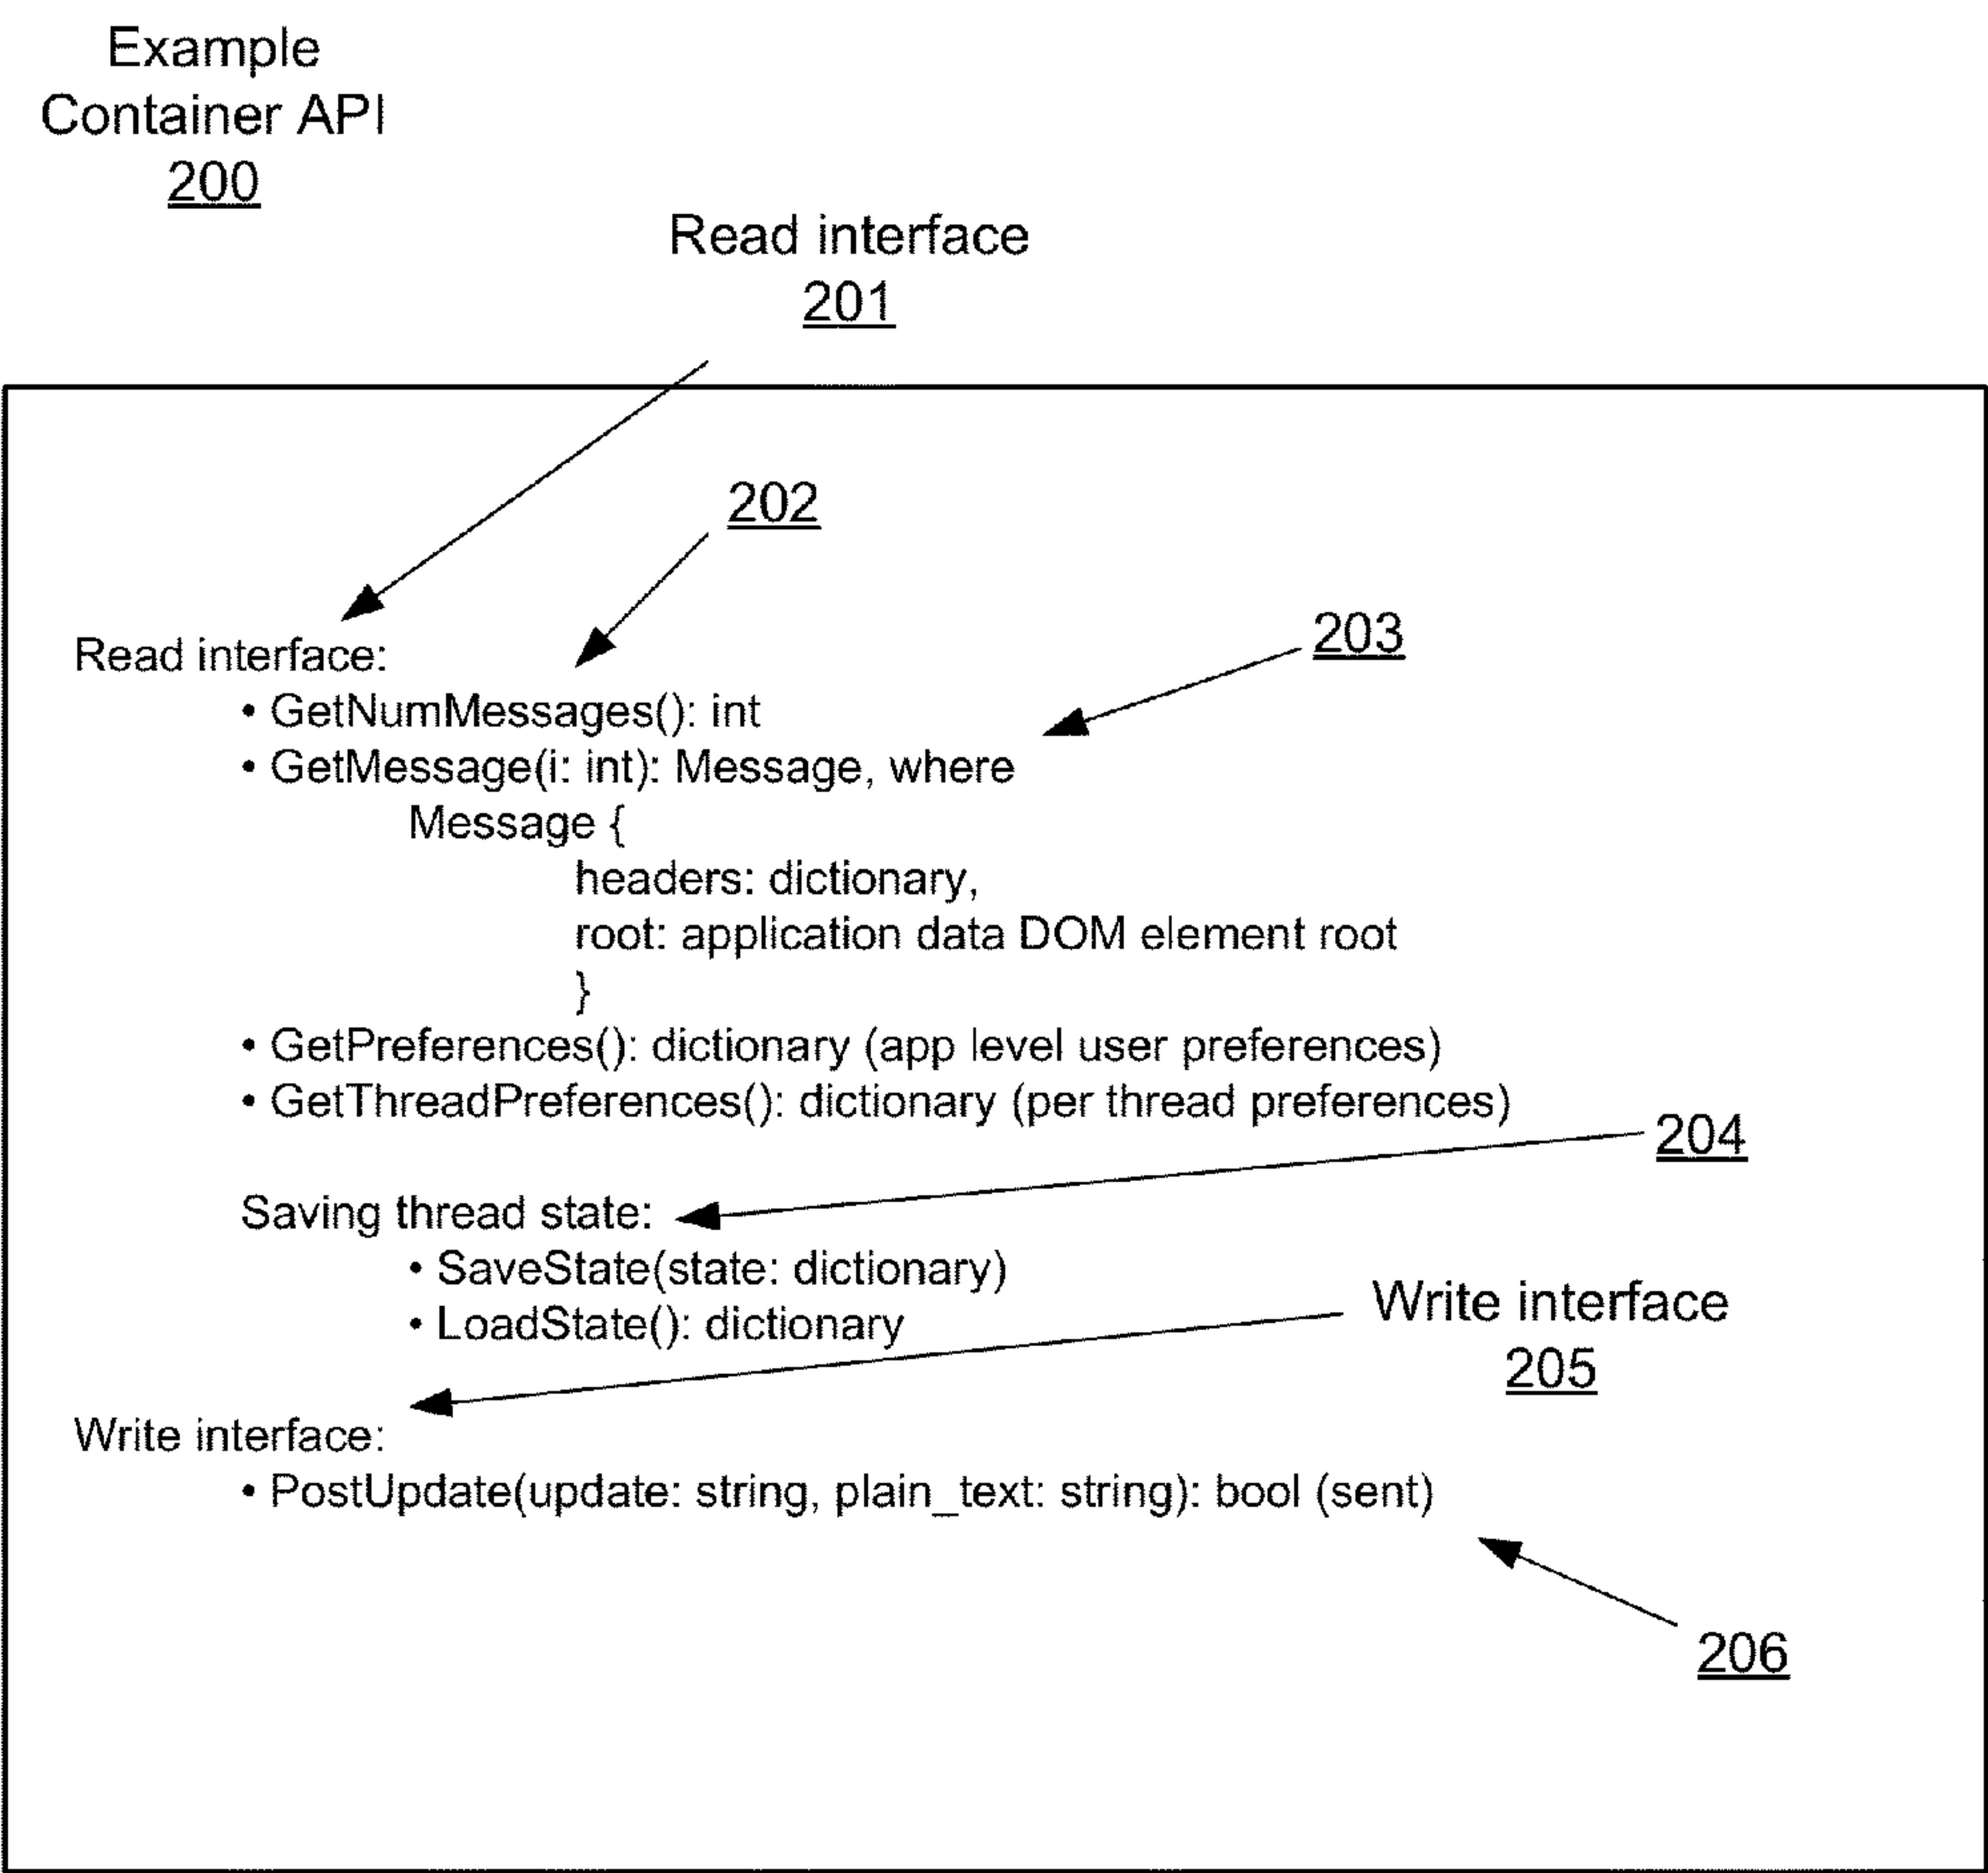 Example
Container API
200
Read interface
201
202
203
Read interface:
• GetNumMessages(): int
• GetMessage(i: int): Message, where
Message {
headers: dictionary,
root: application data DOM element root
}
• GetPreferences(): dictionary (app level user preferences)
• GetThreadPreferences(): dictionary (per thread preferences)
204
Saving thread state:
• SaveState(state: dictionary)
• LoadState(): dictionary
Write interface
205
Write interface:
• PostUpdate(update: string, plain_text: string): bool (sent)
206